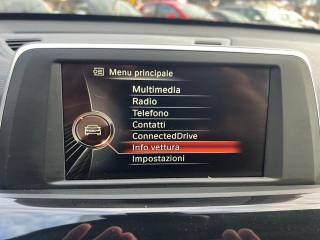 Menu principale
Multimedia
Radio
Telefono
Contatti
ConnectedDrive
Info vettura
Impostazioni